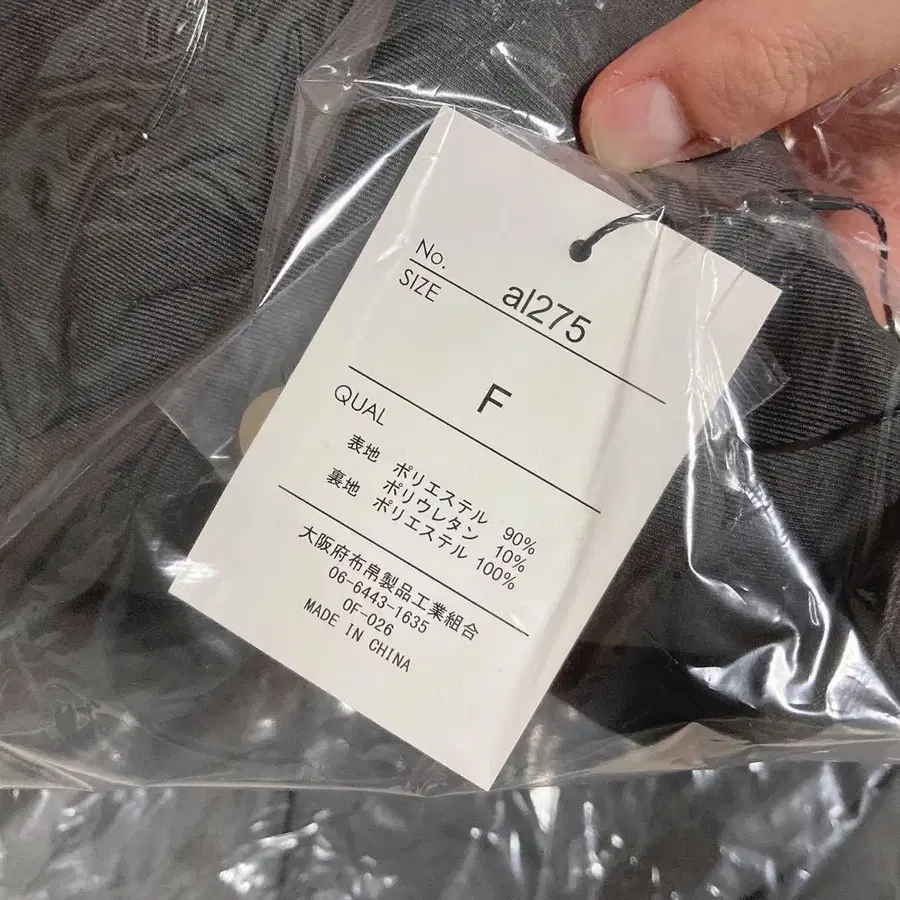 No. al275
SIZE
F
QUAL
表地 ポリエステル 90%
ポリウレタン 10%
裏地 ポリエステル 100%
大阪府布帛製品工業組合
06-6443-1635
OF-026
MADE IN CHINA